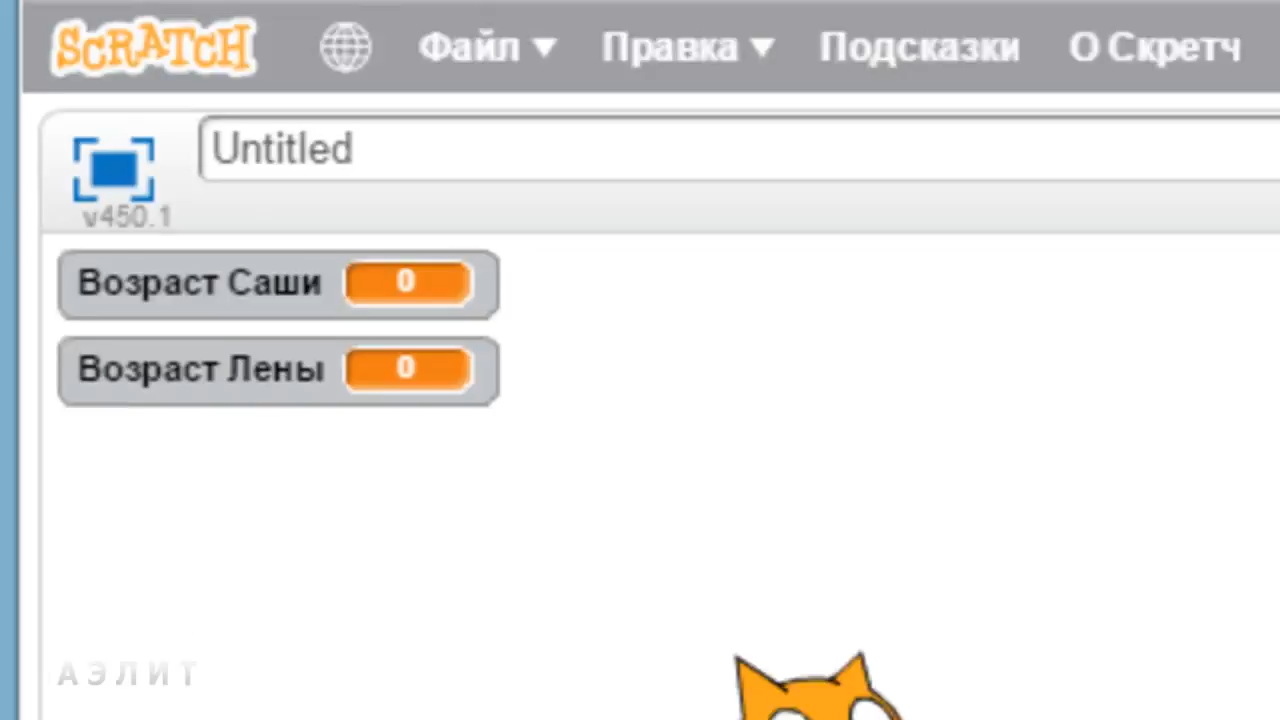 SCRATCH Файл Правка Подсказки О Скретч
Untitled
v450.1
Возраст Саши 0
Возраст Лены 0
АЭЛИТ